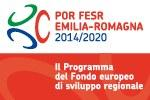 POR FESR
EMILIA-ROMAGNA
2014/2020
Il Programma
del Fondo europeo
di sviluppo regionale